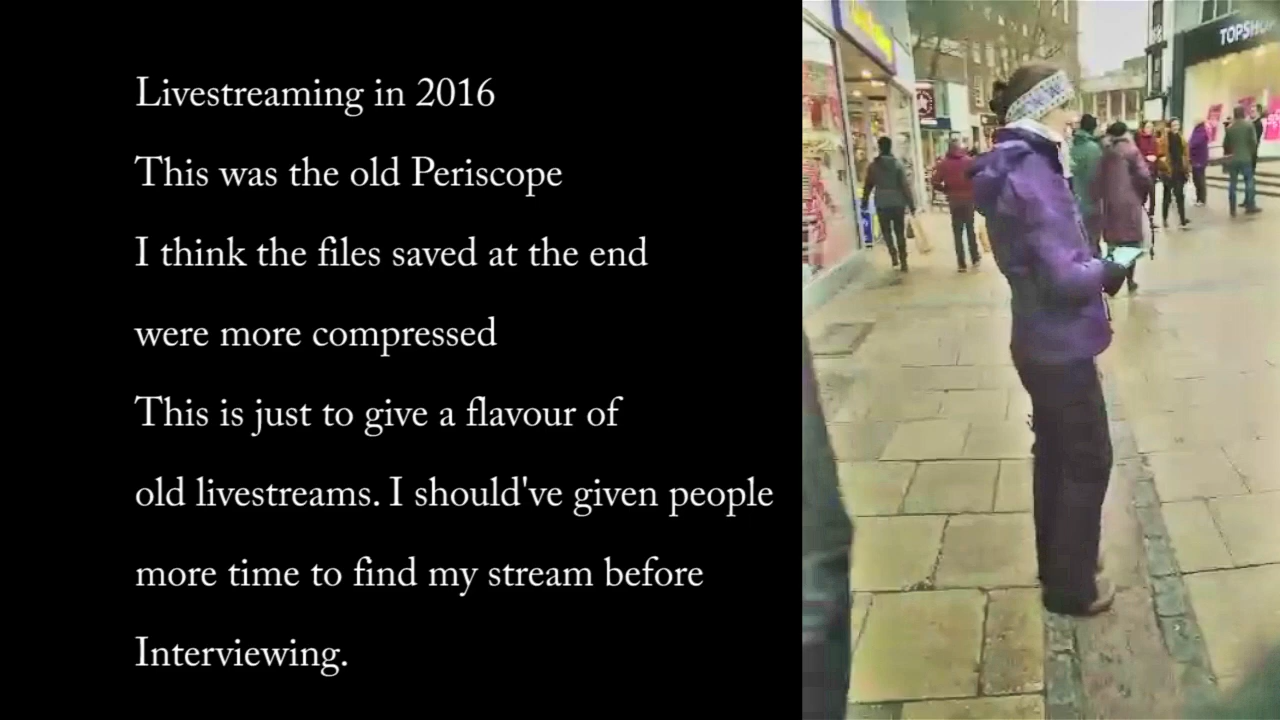 Livestreaming in 2016
This was the old Periscope
I think the files saved at the end
were more compressed
This is just to give a flavour of
old livestreams. I should've given people
more time to find my stream before
Interviewing.
TOPSHOP